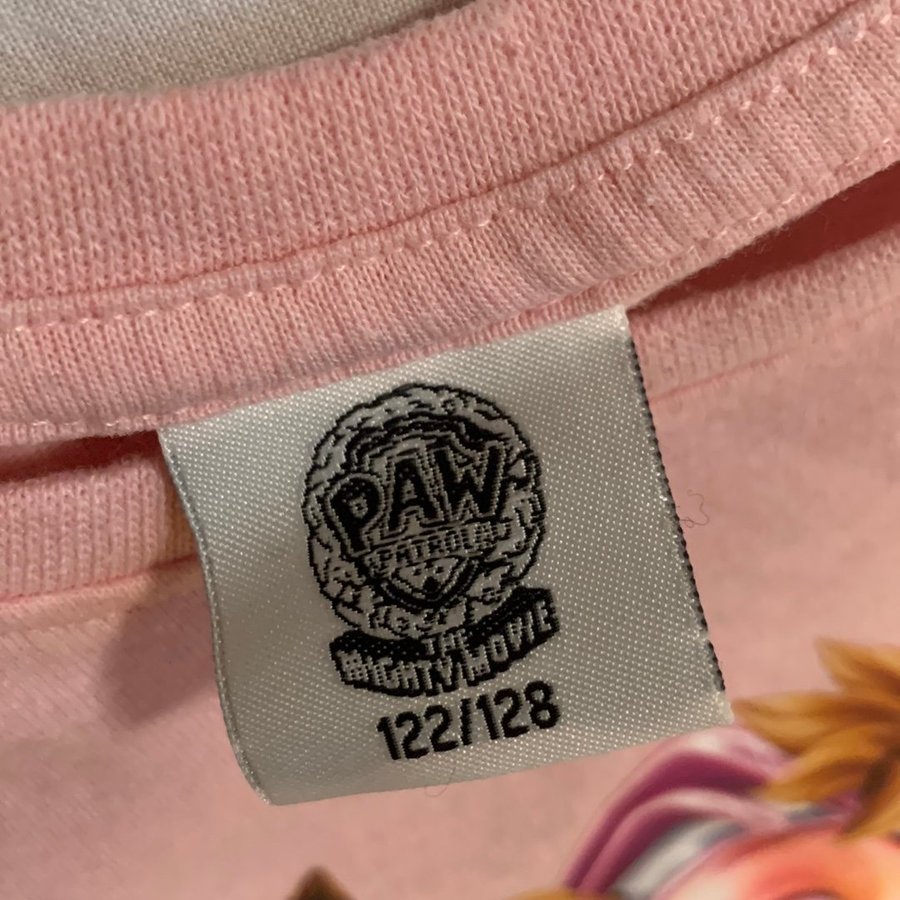 PAW
PATROL
THE
MIGHTY MOVIE
122/128